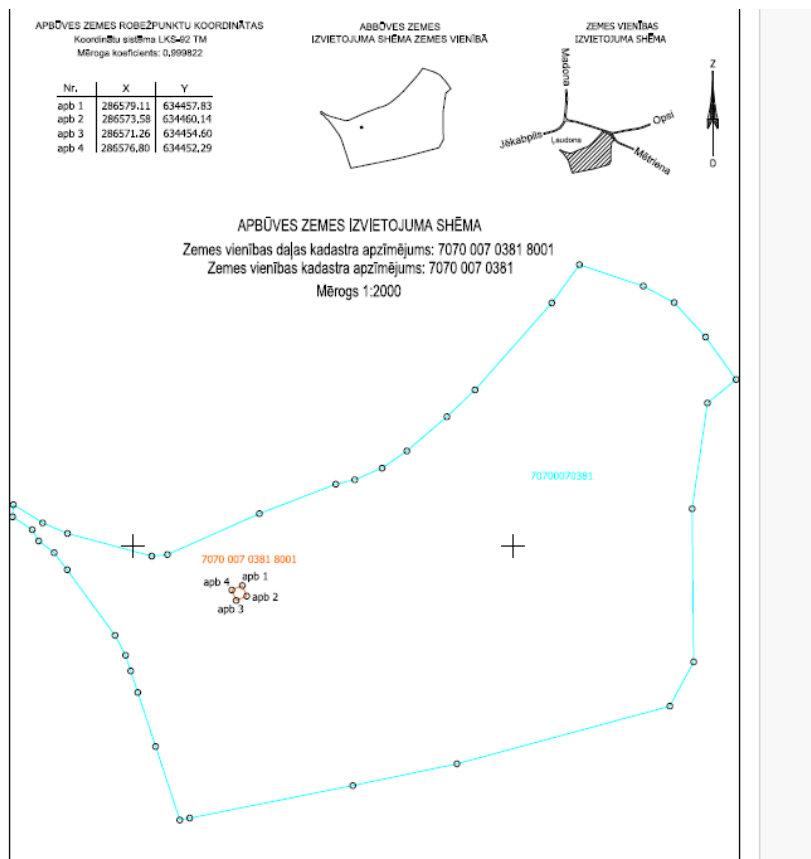 APBŪVES ZEMES ROBEŽPUNKTU KOORDINĀTAS
Koordinātu sistēma LKS-92 TM
Mēroga koeficients: 0,999822
Nr. X Y
apb 1 286579.11 634457.83
apb 2 286573.58 634460.14
apb 3 286571.26 634454.60
apb 4 286576.80 634452.29
ABBŪVES ZEMES
IZVIETOJUMA SHĒMA ZEMES VIENĪBĀ
ZEMES VIENĪBAS
IZVIETOJUMA SHĒMA
Madona
Opsi
Jēkabpils
Ļaudona
Mētriena
Z
D
APBŪVES ZEMES IZVIETOJUMA SHĒMA
Zemes vienības daļas kadastra apzīmējums: 7070 007 0381 8001
Zemes vienības kadastra apzīmējums: 7070 007 0381
Mērogs 1:2000
70700070381
7070 007 0381 8001
apb 4 apb 1
apb 2
apb 3